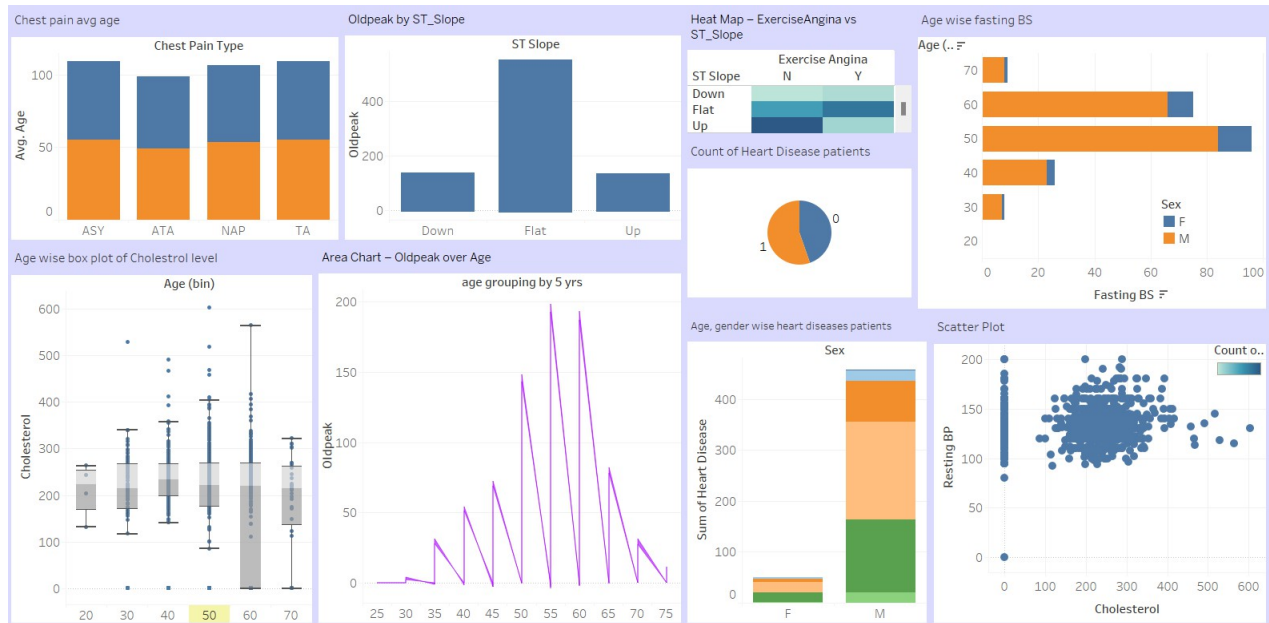 Chest pain avg age
Chest Pain Type
Avg. Age
100
50
0
ASY ATA NAP TA
Oldpeak by ST_Slope
ST Slope
Oldpeak
400
200
0
Down Flat Up
Heat Map – ExerciseAngina vs
ST_Slope
Exercise Angina
ST Slope N Y
Down
Flat
Up
Count of Heart Disease patients
0
1
Age wise fasting BS
Age (..
70
60
50
40
30
20
Sex
F
M
0 20 40 60 80 100
Fasting BS
Age wise box plot of Cholestrol level
Age (bin)
Cholesterol
600
500
400
300
200
100
0
20 30 40 50 60 70
Area Chart – Oldpeak over Age
age grouping by 5 yrs
Oldpeak
200
150
100
50
0
25 30 35 40 45 50 55 60 65 70 75
Age, gender wise heart diseases patients
Sex
Sum of Heart Disease
400
300
200
100
0
F M
Scatter Plot
Count o..
Resting BP
200
150
100
50
0
0 100 200 300 400 500 600
Cholesterol